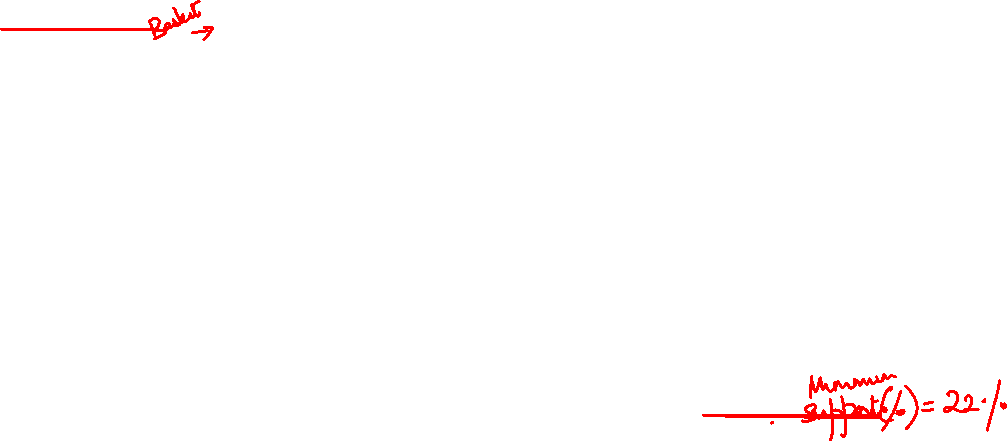 Basket →
Minimum
support(%) = 22%